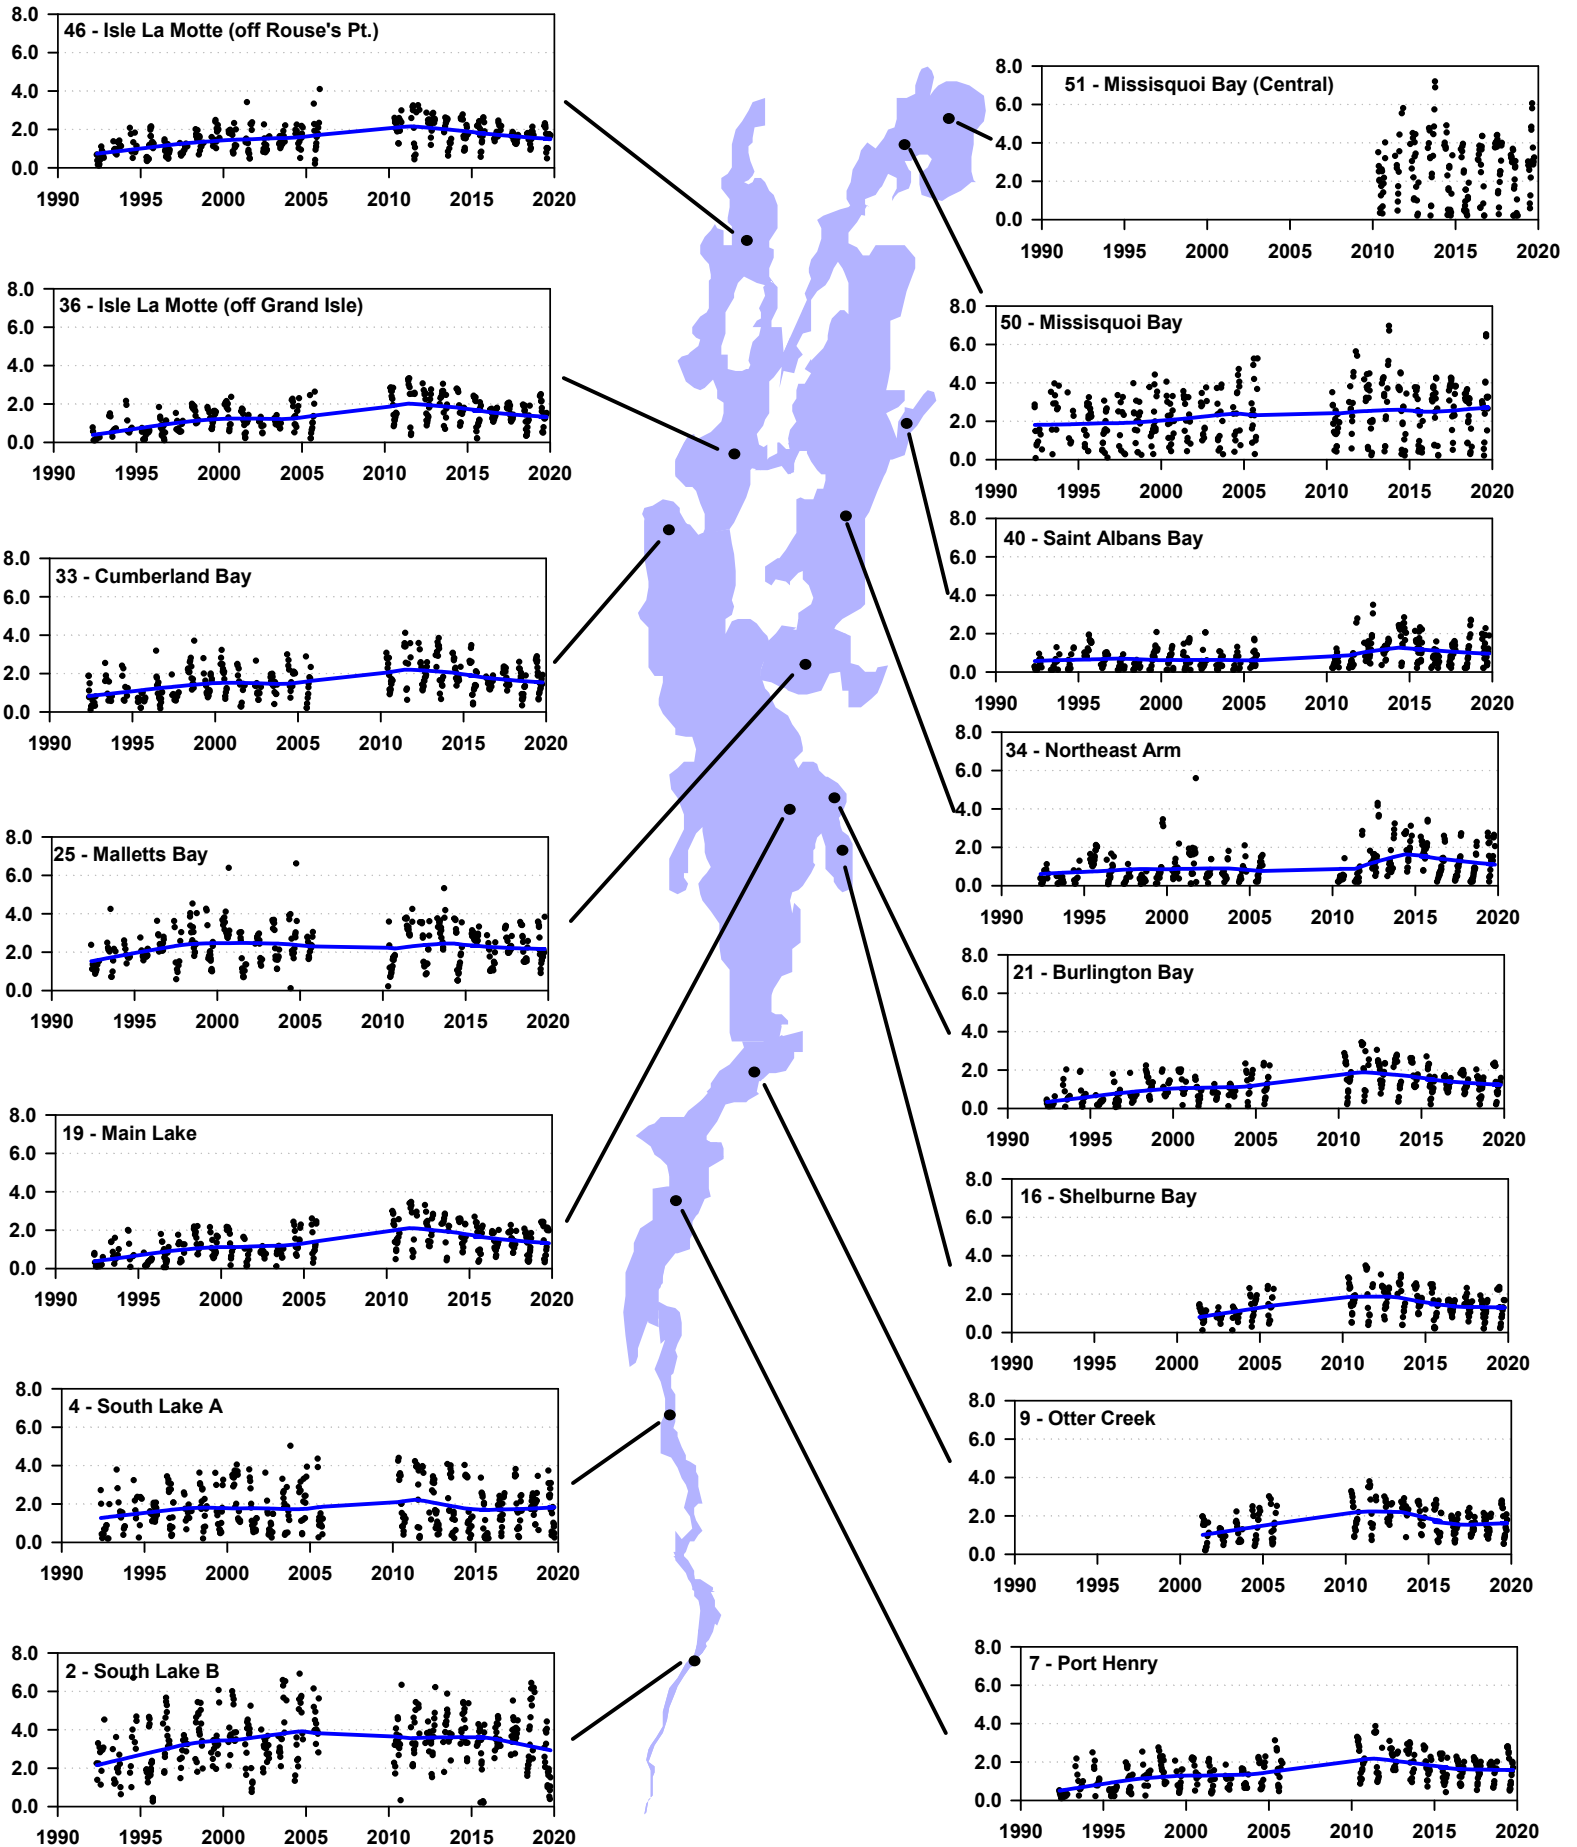 46 - Isle La Motte (off Rouse's Pt.)
8.0
6.0
4.0
2.0
0.0
1990 1995 2000 2005 2010 2015 2020
36 - Isle La Motte (off Grand Isle)
8.0
6.0
4.0
2.0
0.0
1990 1995 2000 2005 2010 2015 2020
33 - Cumberland Bay
8.0
6.0
4.0
2.0
0.0
1990 1995 2000 2005 2010 2015 2020
25 - Malletts Bay
8.0
6.0
4.0
2.0
0.0
1990 1995 2000 2005 2010 2015 2020
19 - Main Lake
8.0
6.0
4.0
2.0
0.0
1990 1995 2000 2005 2010 2015 2020
4 - South Lake A
8.0
6.0
4.0
2.0
0.0
1990 1995 2000 2005 2010 2015 2020
2 - South Lake B
8.0
6.0
4.0
2.0
0.0
1990 1995 2000 2005 2010 2015 2020
51 - Missisquoi Bay (Central)
8.0
6.0
4.0
2.0
0.0
1990 1995 2000 2005 2010 2015 2020
50 - Missisquoi Bay
8.0
6.0
4.0
2.0
0.0
1990 1995 2000 2005 2010 2015 2020
40 - Saint Albans Bay
8.0
6.0
4.0
2.0
0.0
1990 1995 2000 2005 2010 2015 2020
34 - Northeast Arm
8.0
6.0
4.0
2.0
0.0
1990 1995 2000 2005 2010 2015 2020
21 - Burlington Bay
8.0
6.0
4.0
2.0
0.0
1990 1995 2000 2005 2010 2015 2020
16 - Shelburne Bay
8.0
6.0
4.0
2.0
0.0
1990 1995 2000 2005 2010 2015 2020
9 - Otter Creek
8.0
6.0
4.0
2.0
0.0
1990 1995 2000 2005 2010 2015 2020
7 - Port Henry
8.0
6.0
4.0
2.0
0.0
1990 1995 2000 2005 2010 2015 2020